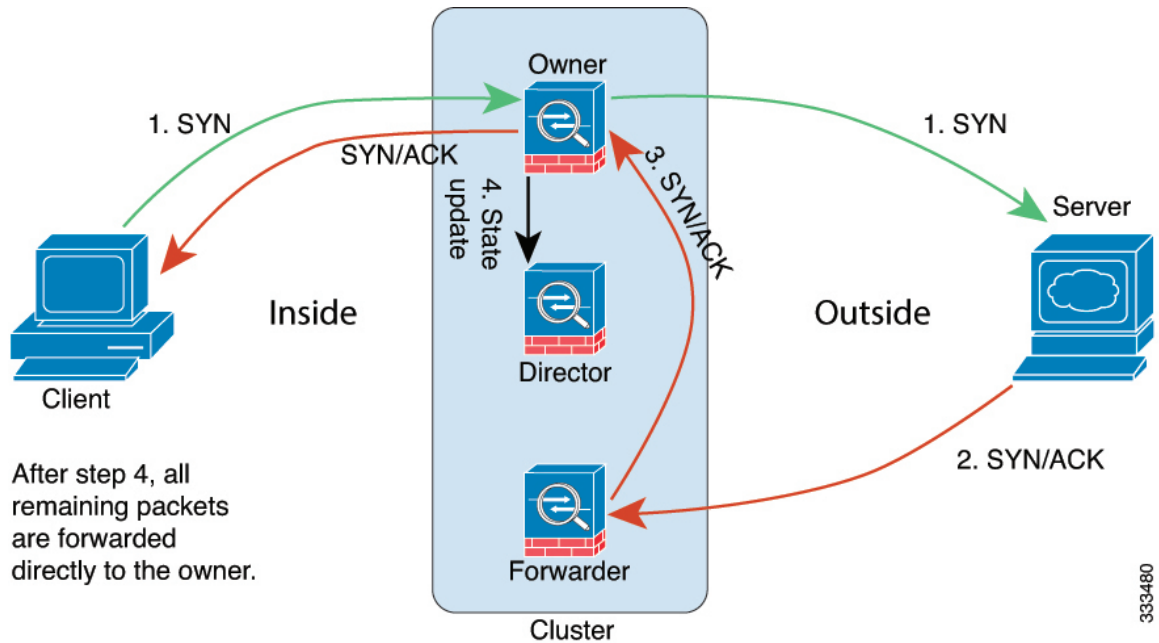 Owner
1. SYN
1. SYN
SYN/ACK
3. SYN/ACK
4. State
update
Server
Inside
Outside
Director
Client
2. SYN/ACK
After step 4, all
remaining packets
are forwarded
directly to the owner.
Forwarder
Cluster
333480